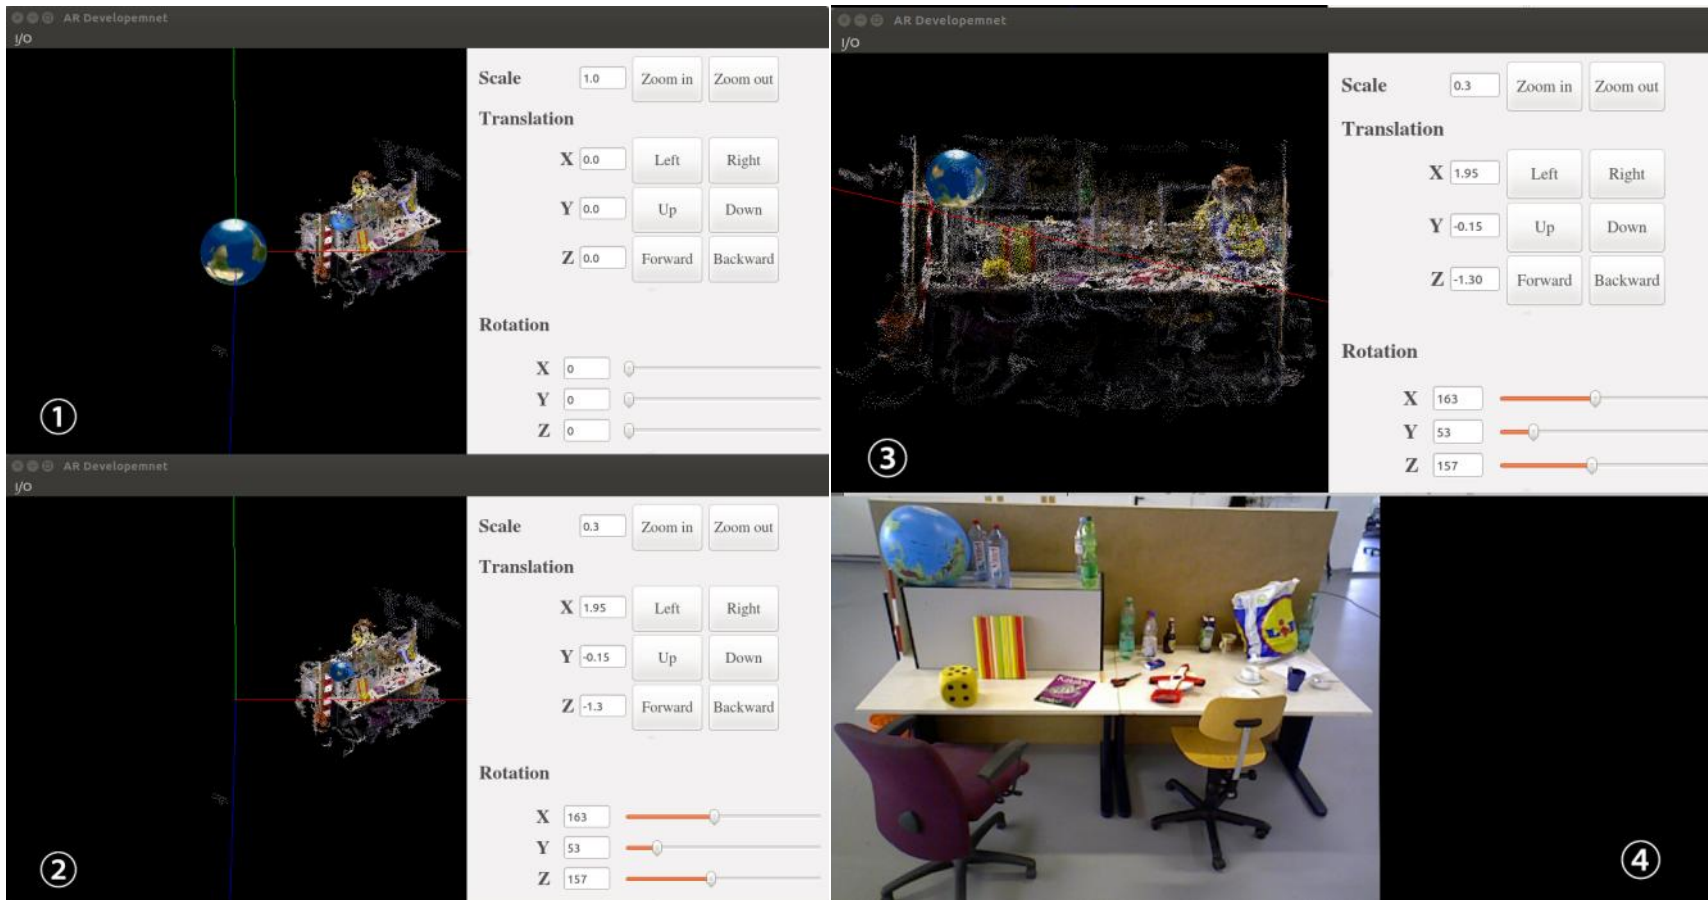 AR Developemnet
I/O
Scale 1.0 Zoom in Zoom out
Translation
X 0.0 Left Right
Y 0.0 Up Down
Z 0.0 Forward Backward
Rotation
X 0
Y 0
Z 0
①
AR Developemnet
I/O
Scale 0.3 Zoom in Zoom out
Translation
X 1.95 Left Right
Y -0.15 Up Down
Z -1.3 Forward Backward
Rotation
X 163
Y 53
Z 157
②
AR Developemnet
I/O
Scale 0.3 Zoom in Zoom out
Translation
X 1.95 Left Right
Y -0.15 Up Down
Z -1.30 Forward Backward
Rotation
X 163
Y 53
Z 157
③
④